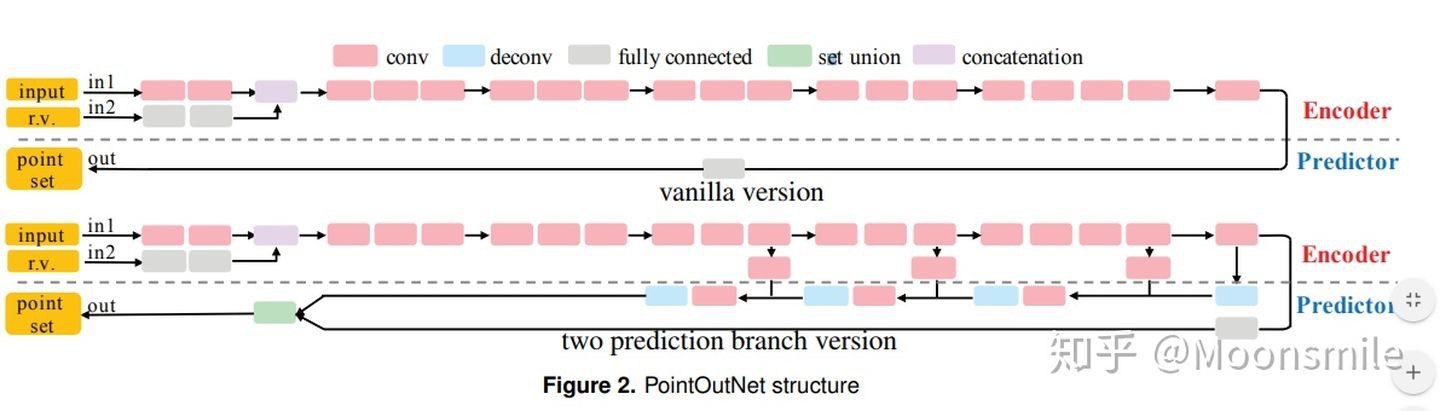 conv deconv fully connected set union concatenation
input in1
r.v. in2
Encoder
point set out
Predictor
vanilla version
input in1
r.v. in2
Encoder
point set out
Predictor
two prediction branch version
知乎 @Moonsmile
Figure 2. PointOutNet structure